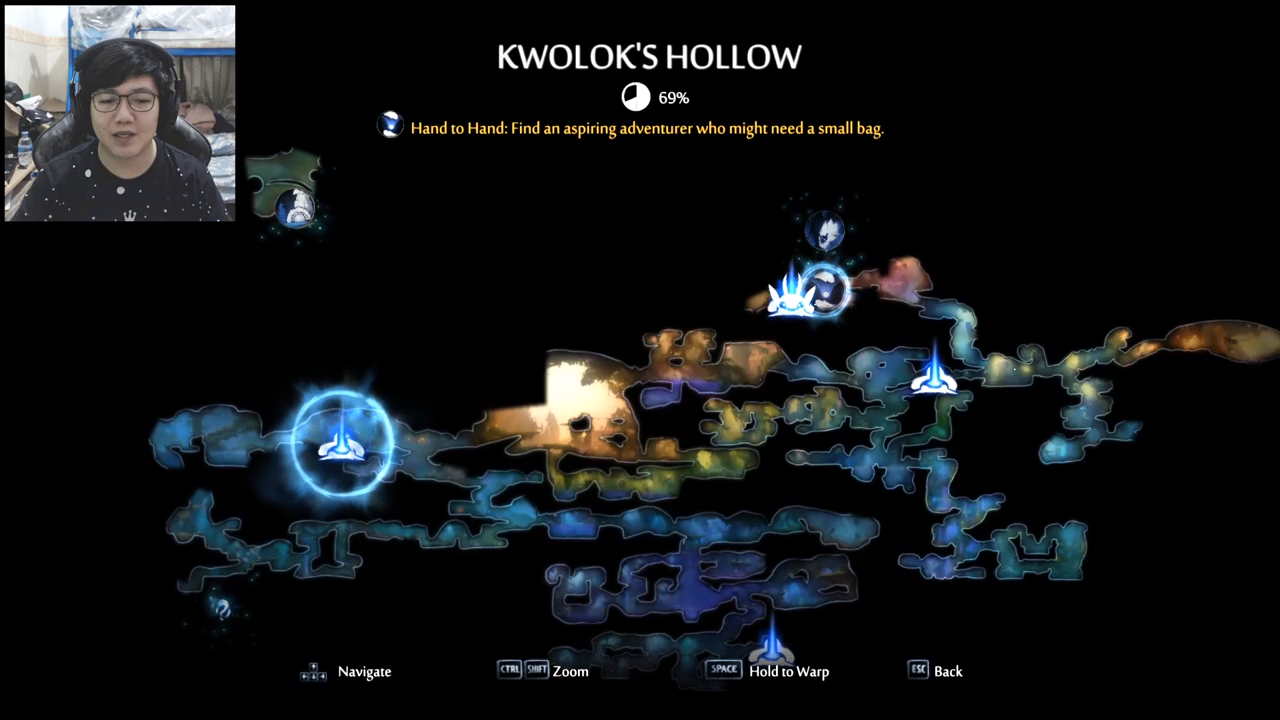 KWOLOK'S HOLLOW
69%
Hand to Hand: Find an aspiring adventurer who might need a small bag.
Navigate
CTRL SHIFT Zoom
SPACE Hold to Warp
ESC Back